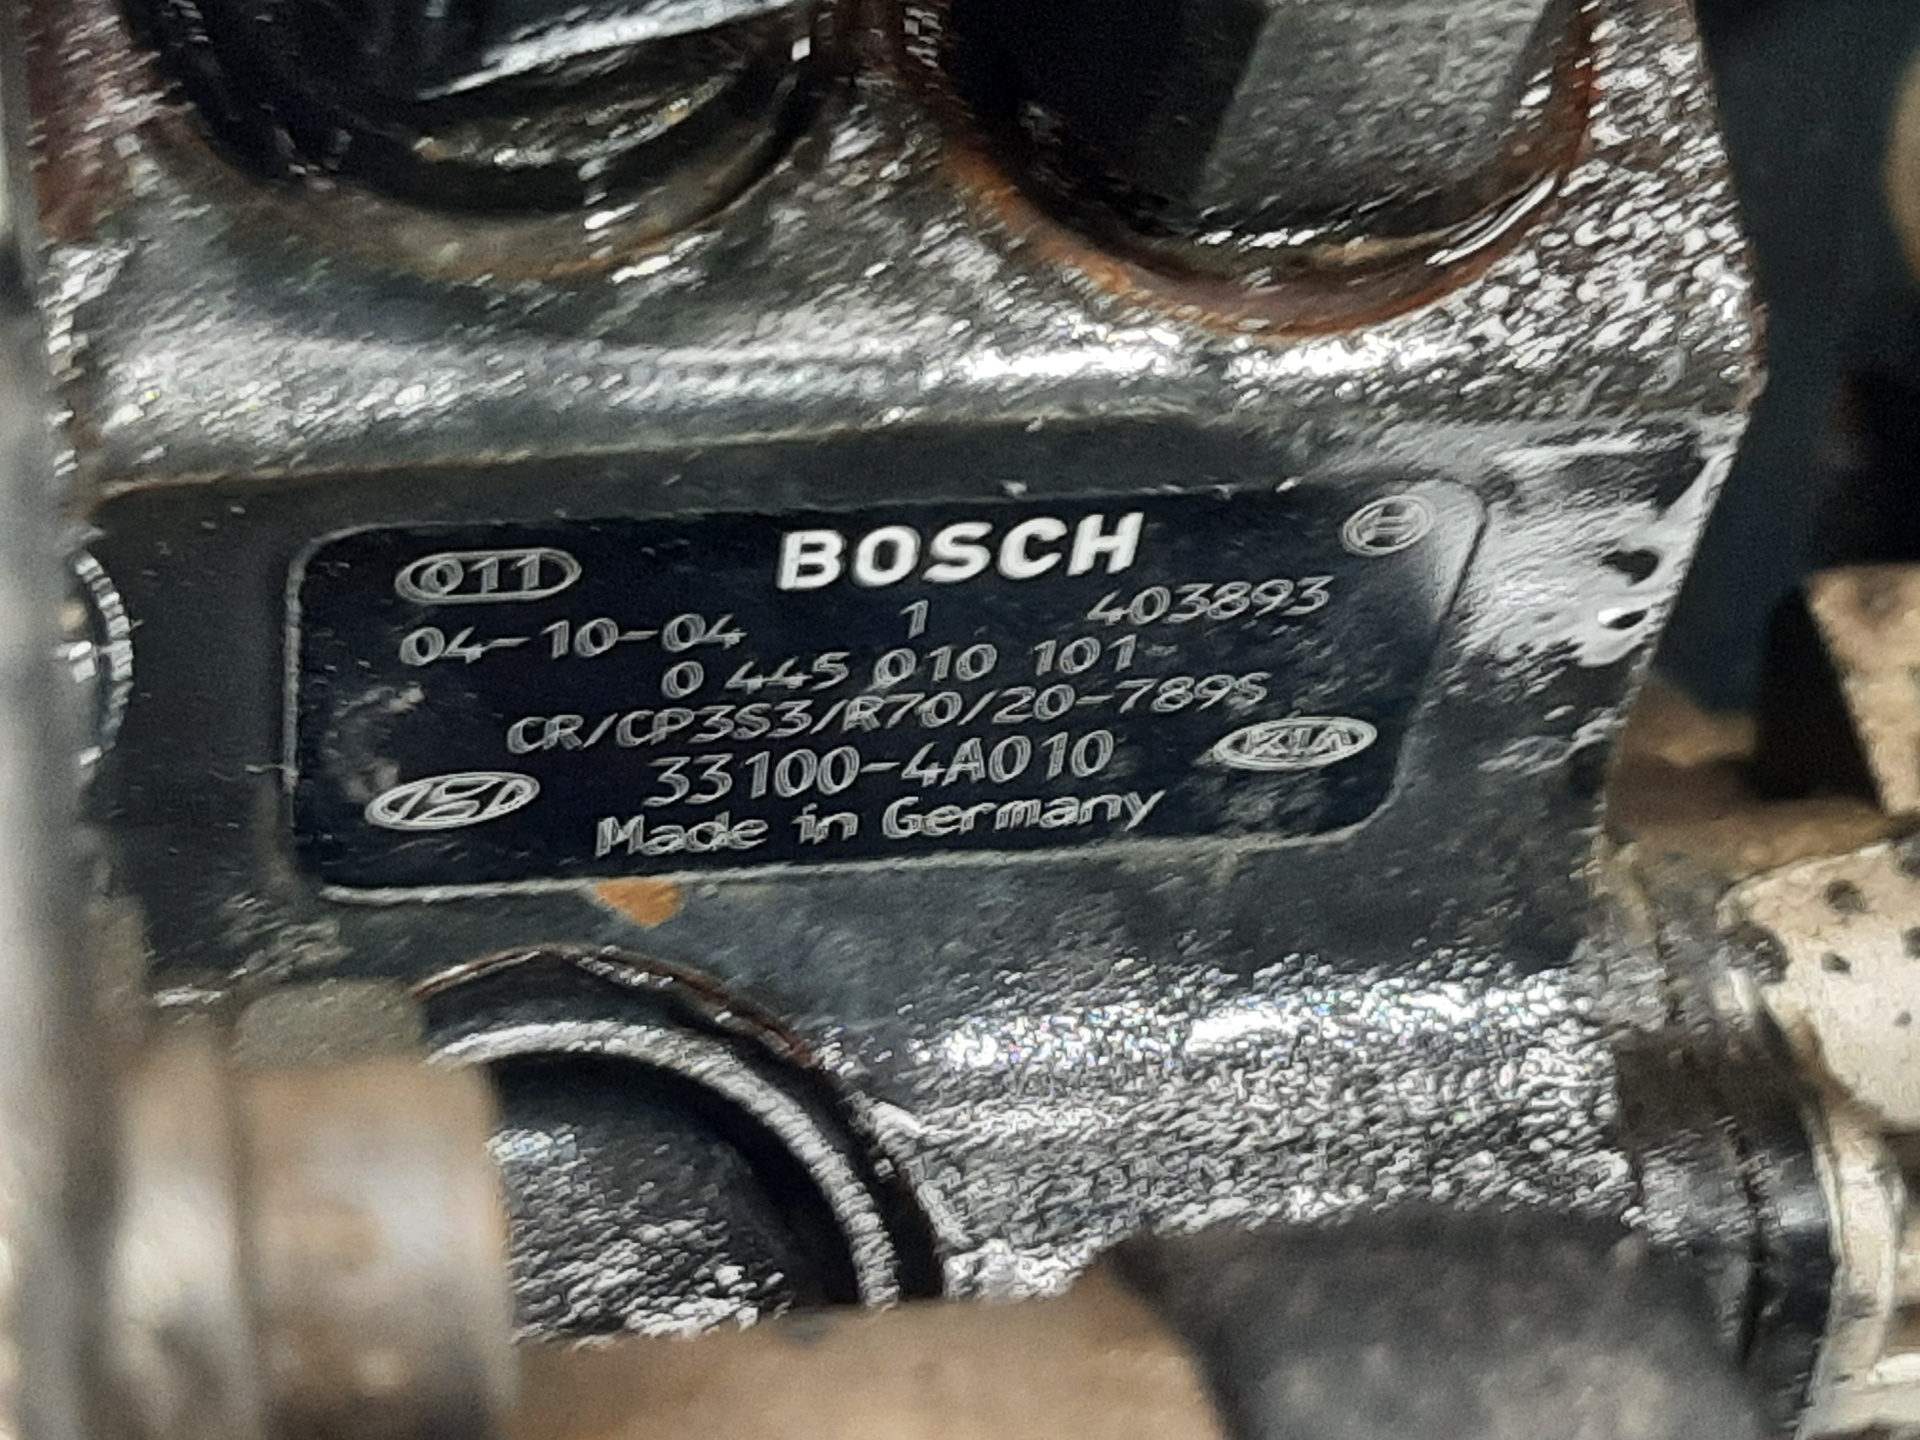 BOSCH
011
04-10-04 1 403893
0 445 010 101
CR/CP3S3/R70/20-789S
33100-4A010
KIA
Made in Germany